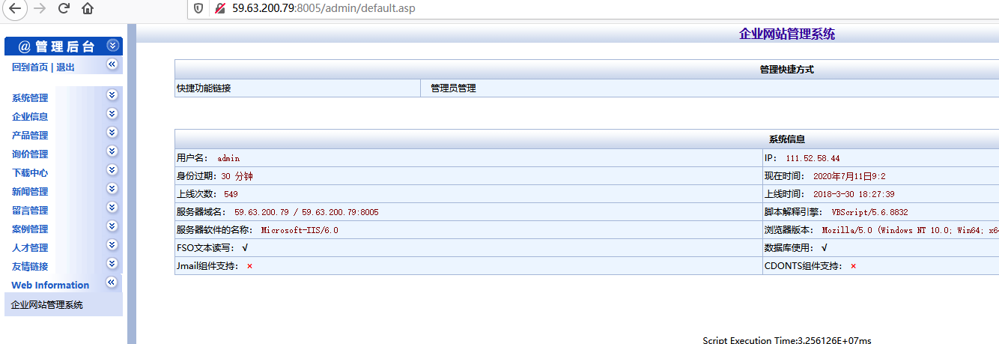 59.63.200.79:8005/admin/default.asp
@ 管理后台
回到首页 | 退出
系统管理
企业信息
产品管理
询价管理
下载中心
新闻管理
留言管理
案例管理
人才管理
友情链接
Web Information
企业网站管理系统
企业网站管理系统
管理快捷方式
快捷功能链接 管理员管理
系统信息
用户名: admin IP: 111.52.58.44
身份过期: 30 分钟 现在时间: 2020年7月11日9:2
上线次数: 549 上线时间: 2018-3-30 18:27:39
服务器域名: 59.63.200.79 / 59.63.200.79:8005 脚本解释引擎: VBScript/5.6.8832
服务器软件的名称: Microsoft-IIS/6.0 浏览器版本: Mozilla/5.0 (Windows NT 10.0; Win64; x64
FSO文本读写: √ 数据库使用: √
Jmail组件支持: × CDONTS组件支持: ×
Script Execution Time:3.256126E+07ms